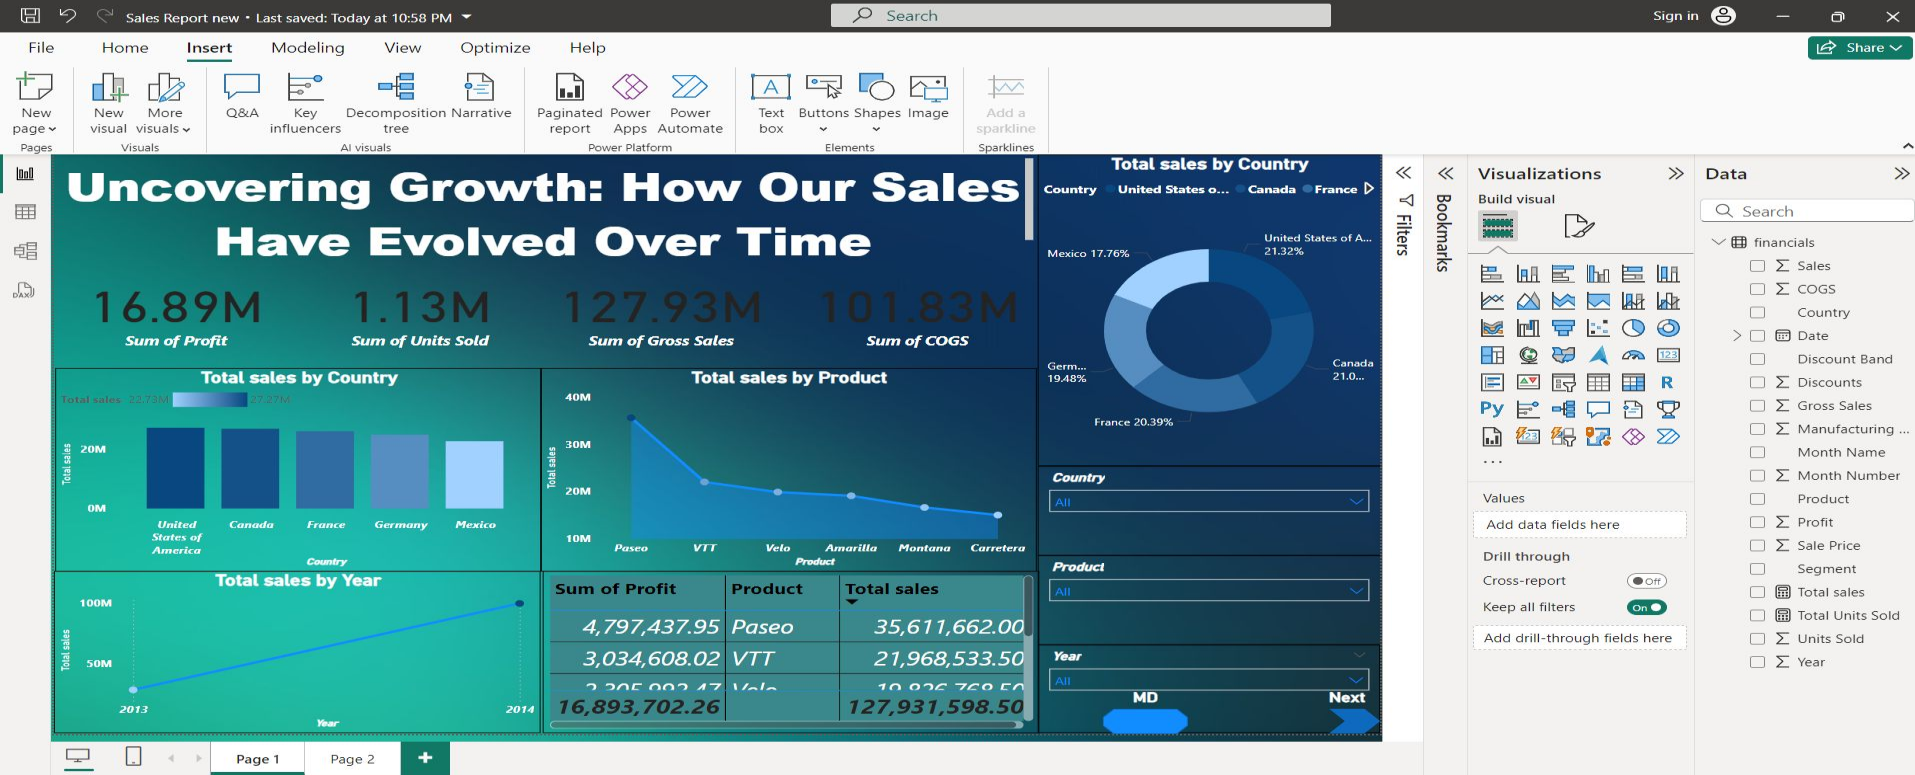 Sales Report new • Last saved: Today at 10:58 PM
Search
Sign in
File Home Insert Modeling View Optimize Help
Share
New page
New visual
More visuals
Q&A
Key influencers
Decomposition tree
Narrative
Paginated report
Power Apps
Power Automate
Text box
Buttons
Shapes
Image
Add a sparkline
Pages
Visuals
AI visuals
Power Platform
Elements
Sparklines
DAX
Uncovering Growth: How Our Sales
Have Evolved Over Time
16.89M
Sum of Profit
1.13M
Sum of Units Sold
127.93M
Sum of Gross Sales
101.83M
Sum of COGS
Total sales by Country
Total sales 22.73M 27.27M
Total sales
20M
0M
United
States of
America
Canada
France
Germany
Mexico
Country
Total sales by Product
Total sales
40M
30M
20M
10M
Paseo VTT Velo Amarilla Montana Carretera
Product
Total sales by Year
Total sales
100M
50M
2013
2014
Year
Sum of Profit Product Total sales
4,797,437.95 Paseo 35,611,662.00
3,034,608.02 VTT 21,968,533.50
2,305,992.47 Velo 19,826,768.50
16,893,702.26 127,931,598.50
Total sales by Country
Country United States o... Canada France
Mexico 17.76%
United States of A...
21.32%
Germ...
19.48%
Canada
21.0...
France 20.39%
Country
All
Product
All
Year
All
MD
Next
Filters
Bookmarks
Visualizations
Build visual
123
R
Py
123
...
Values
Add data fields here
Drill through
Cross-report Off
Keep all filters On
Add drill-through fields here
Data
Search
financials
Sales
COGS
Country
Date
Discount Band
Discounts
Gross Sales
Manufacturing ...
Month Name
Month Number
Product
Profit
Sale Price
Segment
Total sales
Total Units Sold
Units Sold
Year
Page 1
Page 2